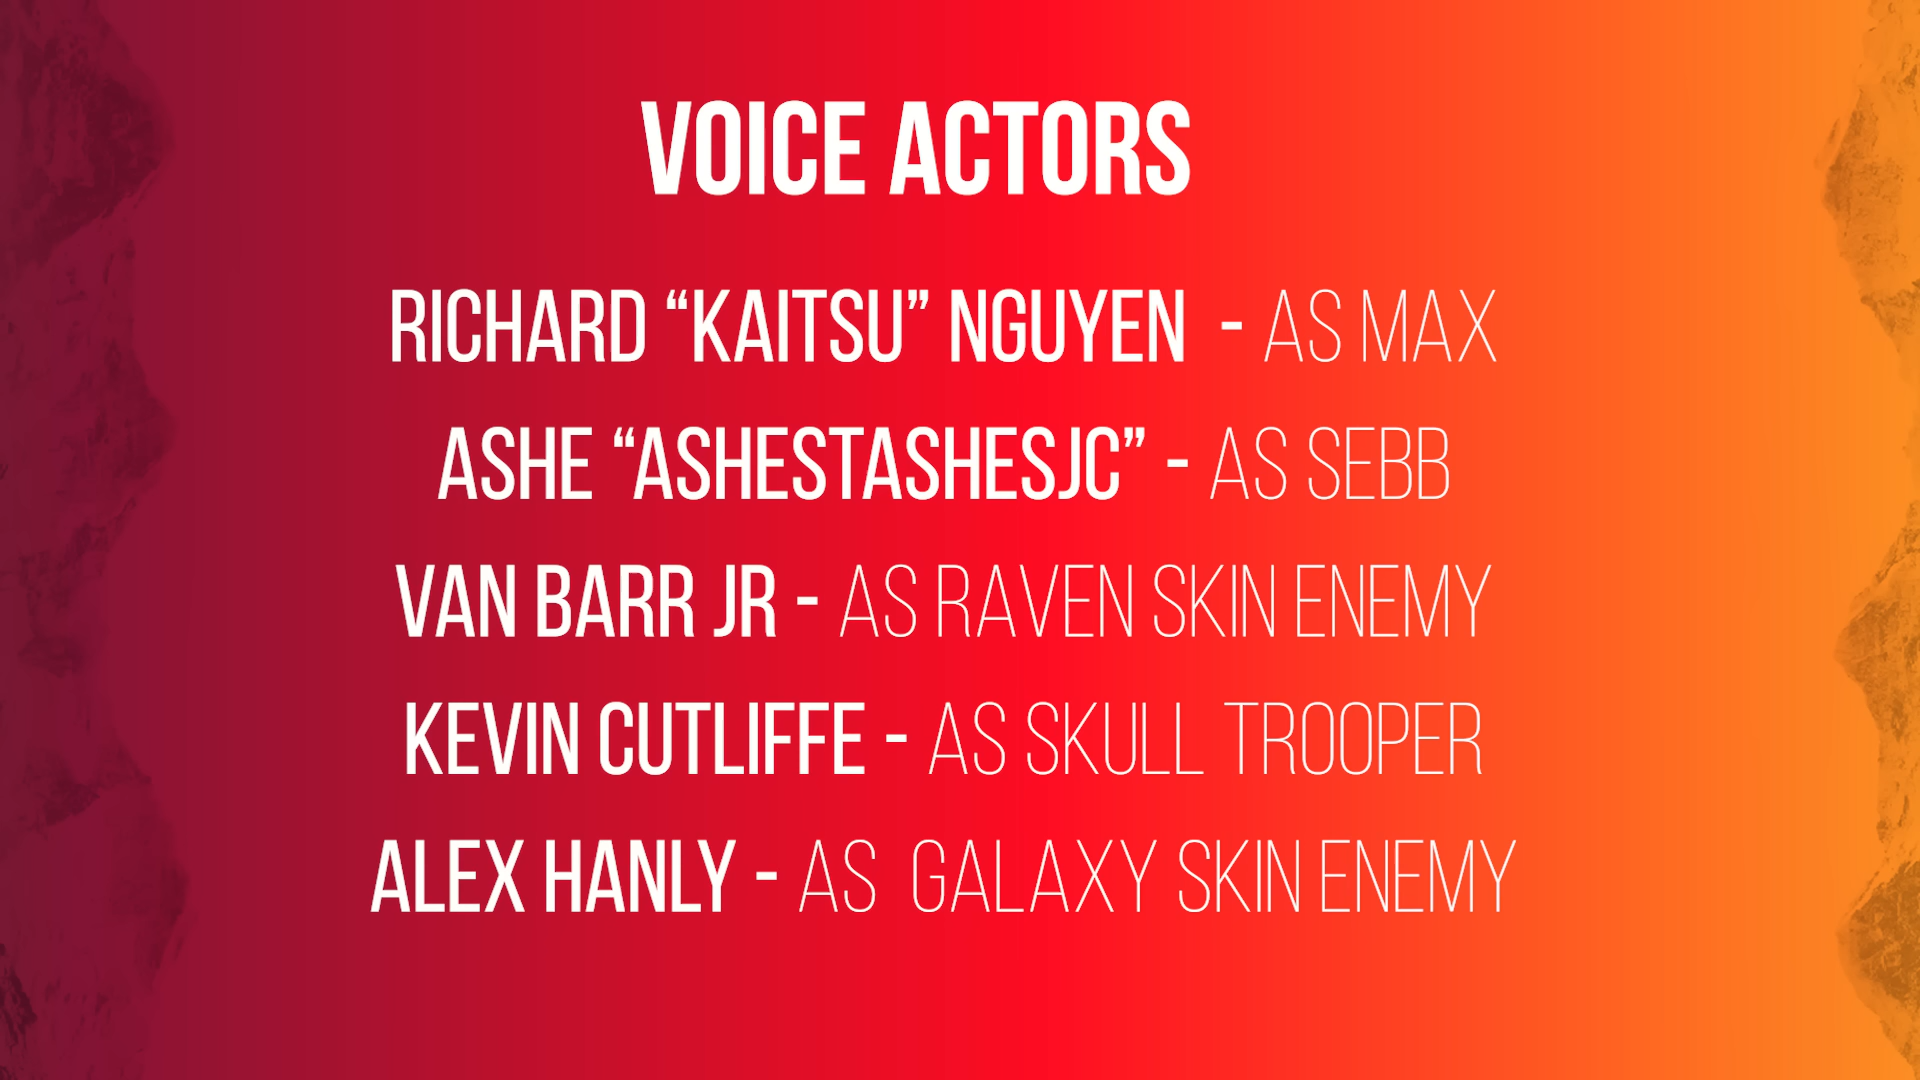 VOICE ACTORS
RICHARD “KAITSU” NGUYEN - AS MAX
ASHE “ASHESTASHESJC” - AS SEBB
VAN BARR JR - AS RAVEN SKIN ENEMY
KEVIN CUTLIFFE - AS SKULL TROOPER
ALEX HANLY - AS GALAXY SKIN ENEMY